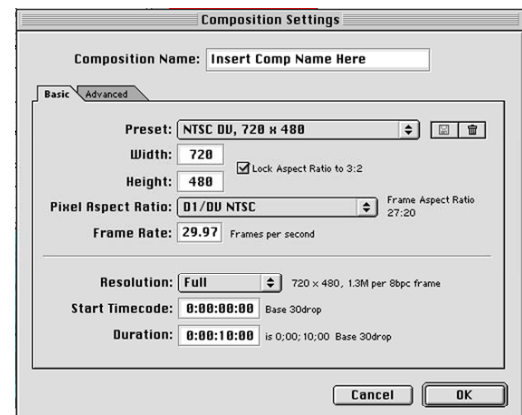 Composition Settings
Composition Name: Insert Comp Name Here
Basic Advanced
Preset: NTSC DV, 720 x 480
Width: 720
Lock Aspect Ratio to 3:2
Height: 480
Pixel Aspect Ratio: D1/DV NTSC
Frame Aspect Ratio
27:20
Frame Rate: 29.97 Frames per second
Resolution: Full 720 x 480, 1.3M per 8bpc frame
Start Timecode: 0:00:00:00 Base 30drop
Duration: 0:00:10:00 is 0;00;10;00 Base 30drop
Cancel OK